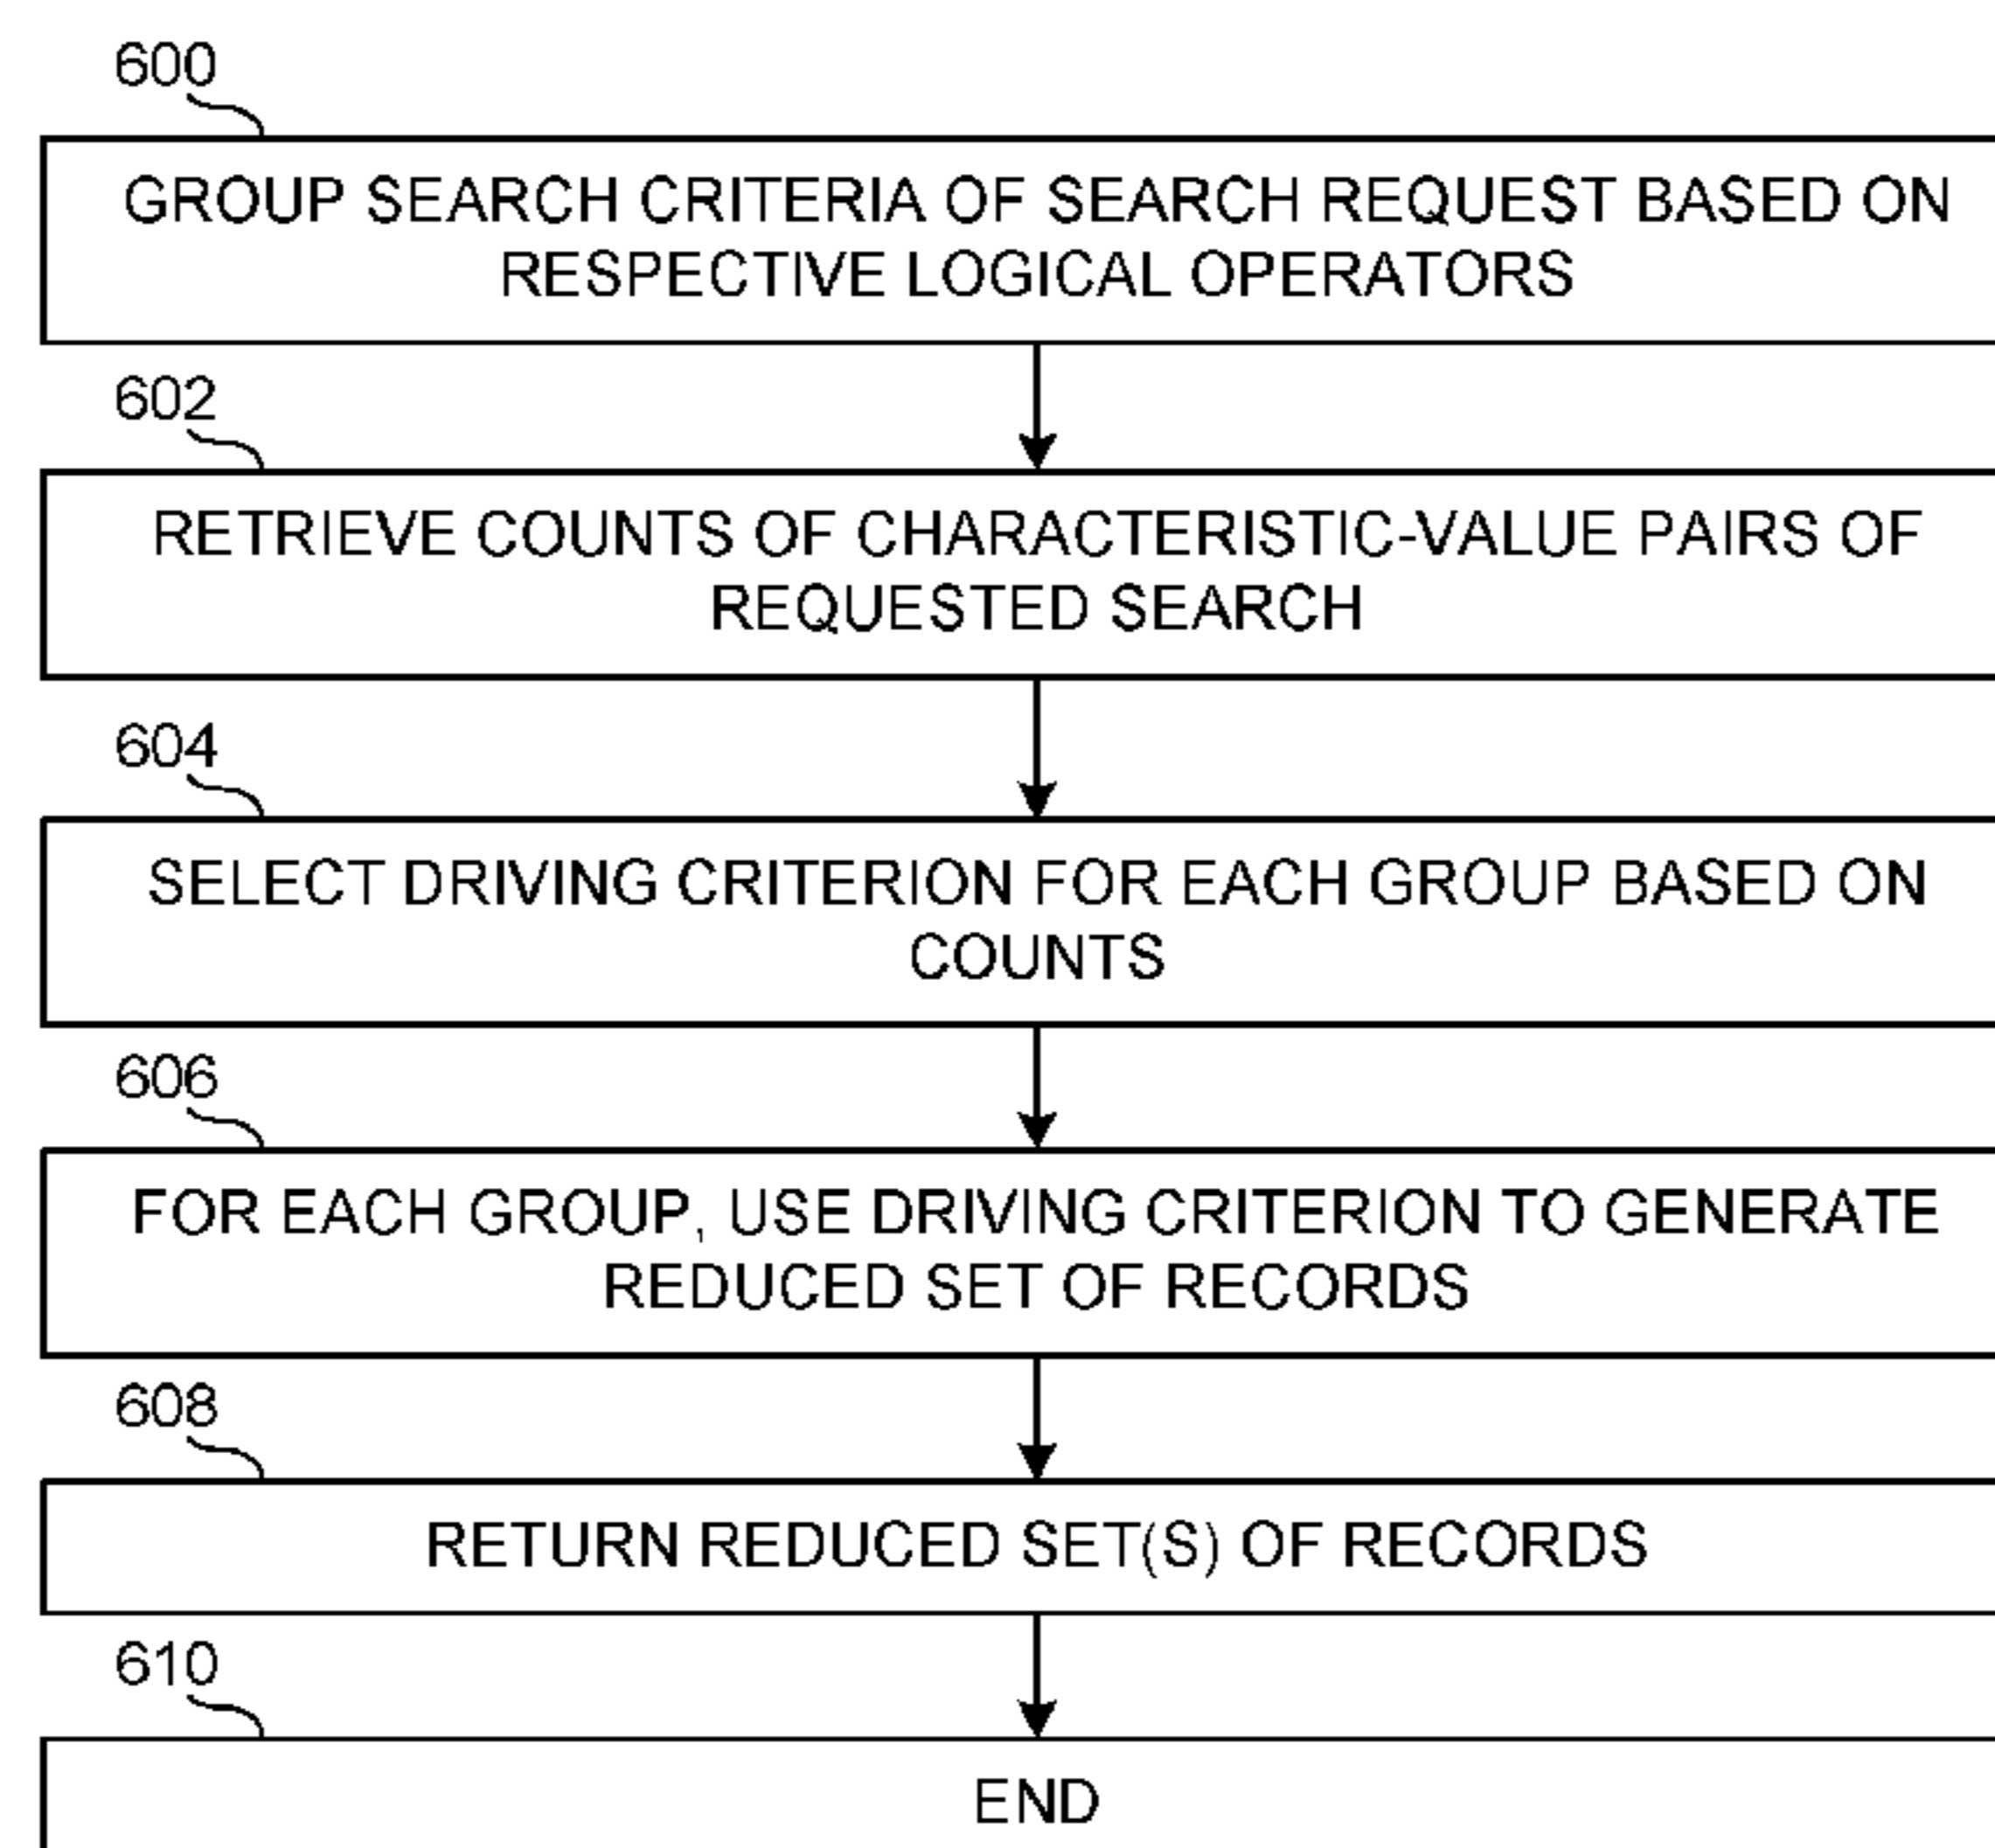 600
GROUP SEARCH CRITERIA OF SEARCH REQUEST BASED ON
RESPECTIVE LOGICAL OPERATORS
602
RETRIEVE COUNTS OF CHARACTERISTIC-VALUE PAIRS OF
REQUESTED SEARCH
604
SELECT DRIVING CRITERION FOR EACH GROUP BASED ON
COUNTS
606
FOR EACH GROUP, USE DRIVING CRITERION TO GENERATE
REDUCED SET OF RECORDS
608
RETURN REDUCED SET(S) OF RECORDS
610
END